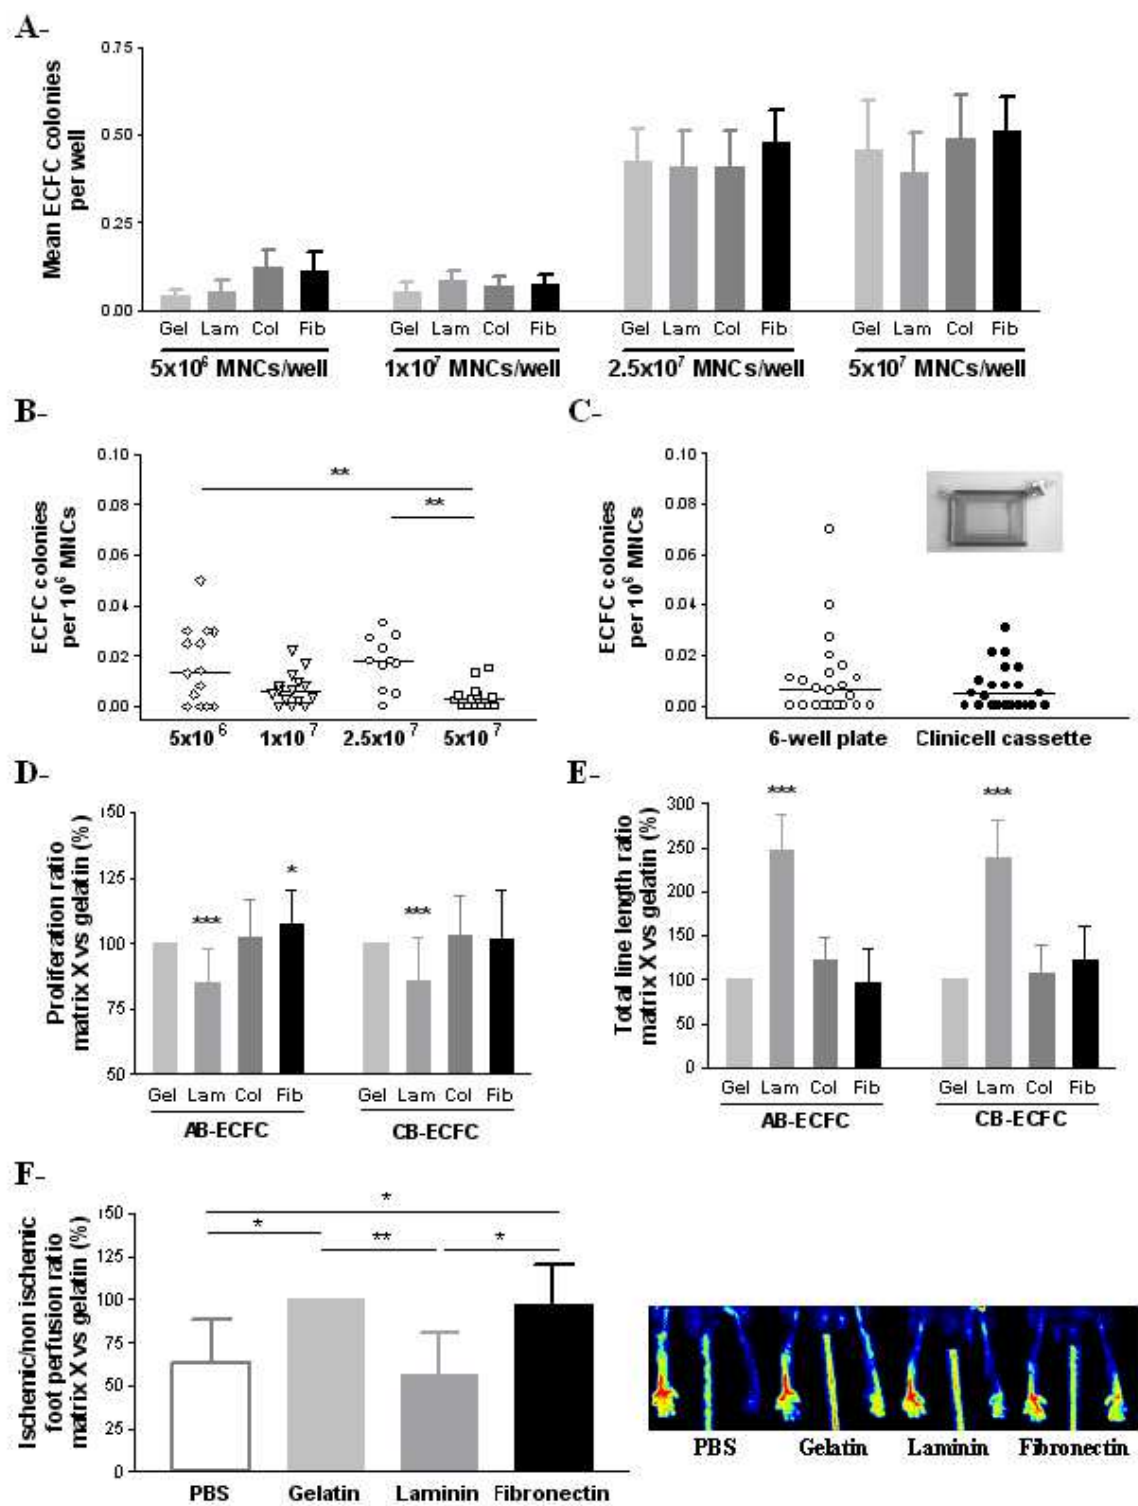 A-
Mean ECFC colonies
per well
0.75
0.50
0.25
0.00
Gel Lam Col Fib Gel Lam Col Fib Gel Lam Col Fib Gel Lam Col Fib
5x10⁶ MNCs/well 1x10⁷ MNCs/well 2.5x10⁷ MNCs/well 5x10⁷ MNCs/well
B-
ECFC colonies
per 10⁶ MNCs
0.10
0.08
0.06
0.04
0.02
0.00
**
**
5x10⁶ 1x10⁷ 2.5x10⁷ 5x10⁷
C-
ECFC colonies
per 10⁶ MNCs
0.10
0.08
0.06
0.04
0.02
0.00
6-well plate Clinicell cassette
D-
Proliferation ratio
matrix X vs gelatin (%)
150
125
100
75
50
*** * ***
Gel Lam Col Fib Gel Lam Col Fib
AB-ECFC CB-ECFC
E-
Total line length ratio
matrix X vs gelatin (%)
300
250
200
150
100
50
0
*** ***
Gel Lam Col Fib Gel Lam Col Fib
AB-ECFC CB-ECFC
F-
Ischemic/non ischemic
foot perfusion ratio
matrix X vs gelatin (%)
150
125
100
75
50
25
0
*
* ** *
PBS Gelatin Laminin Fibronectin
PBS Gelatin Laminin Fibronectin